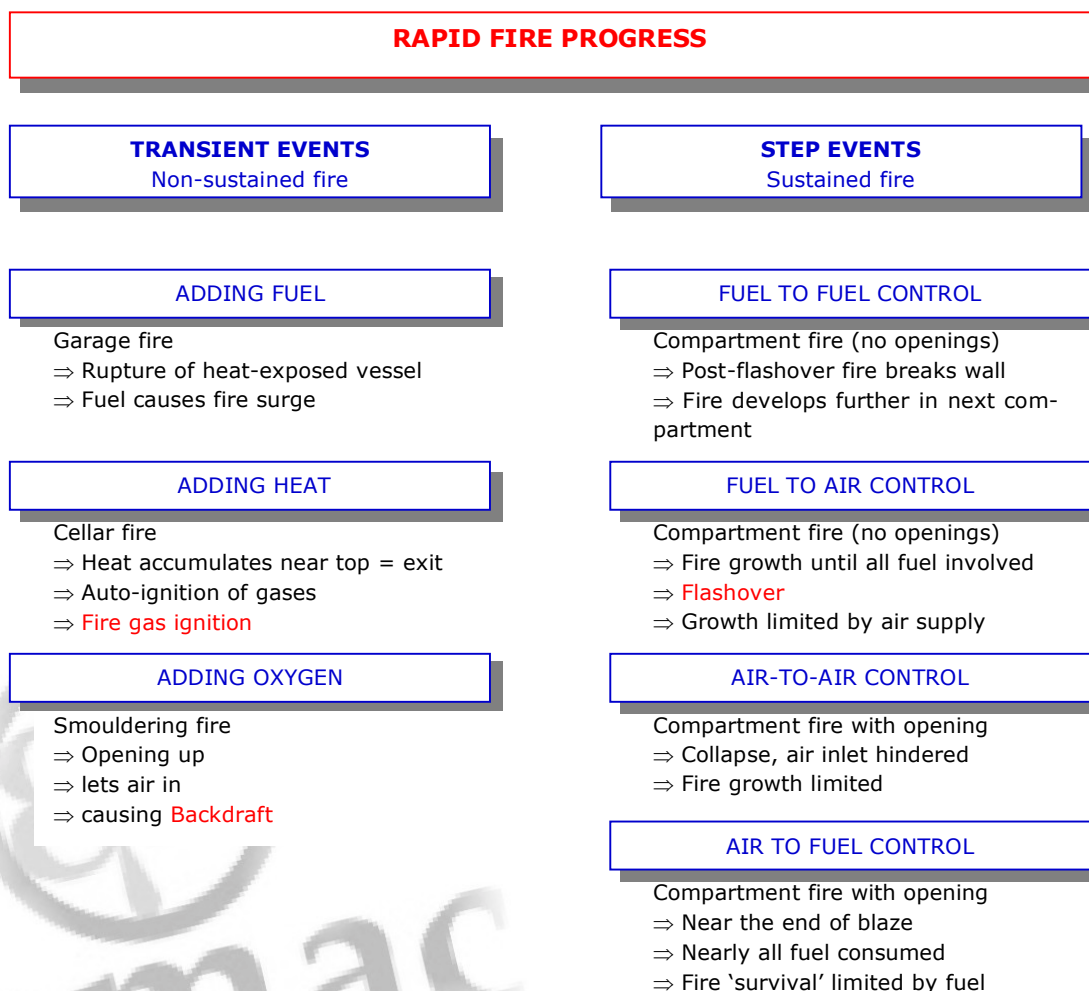 RAPID FIRE PROGRESS
TRANSIENT EVENTS
Non-sustained fire
ADDING FUEL
Garage fire
⇒ Rupture of heat-exposed vessel
⇒ Fuel causes fire surge
ADDING HEAT
Cellar fire
⇒ Heat accumulates near top = exit
⇒ Auto-ignition of gases
⇒ Fire gas ignition
ADDING OXYGEN
Smouldering fire
⇒ Opening up
⇒ lets air in
⇒ causing Backdraft
STEP EVENTS
Sustained fire
FUEL TO FUEL CONTROL
Compartment fire (no openings)
⇒ Post-flashover fire breaks wall
⇒ Fire develops further in next com-
partment
FUEL TO AIR CONTROL
Compartment fire (no openings)
⇒ Fire growth until all fuel involved
⇒ Flashover
⇒ Growth limited by air supply
AIR-TO-AIR CONTROL
Compartment fire with opening
⇒ Collapse, air inlet hindered
⇒ Fire growth limited
AIR TO FUEL CONTROL
Compartment fire with opening
⇒ Near the end of blaze
⇒ Nearly all fuel consumed
⇒ Fire ‘survival’ limited by fuel